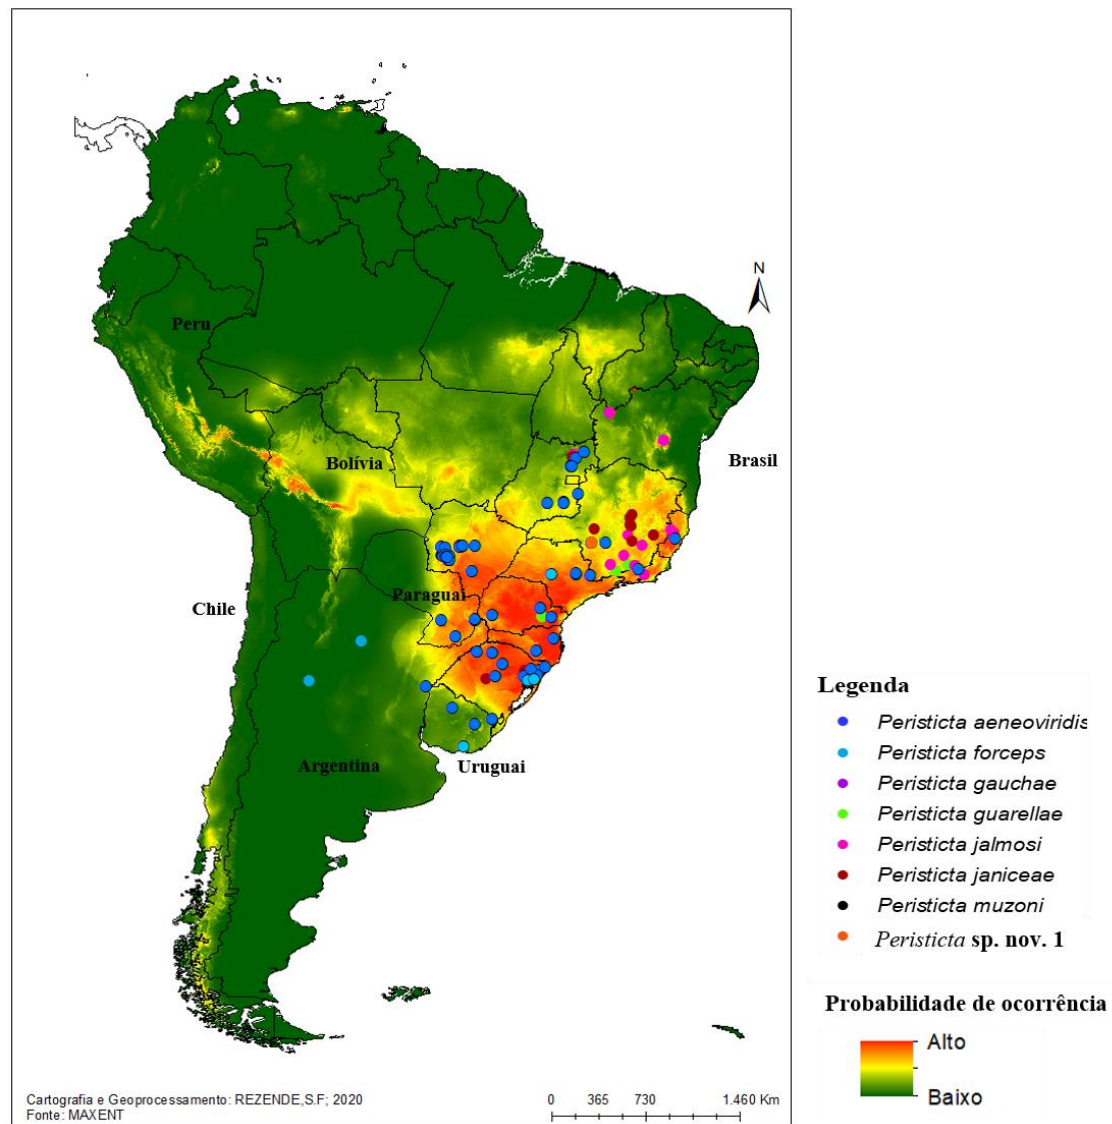 N
Peru
Bolívia
Brasil
Paraguai
Chile
Argentina
Uruguai
Legenda
Peristicta aeneoviridis
Peristicta forceps
Peristicta gauchae
Peristicta guarellae
Peristicta jalmosi
Peristicta janiceae
Peristicta muzoni
Peristicta sp. nov. 1
Probabilidade de ocorrência
Alto
Baixo
Cartografia e Geoprocessamento: REZENDE,S.F; 2020
Fonte: MAXENT
0 365 730 1.460 Km